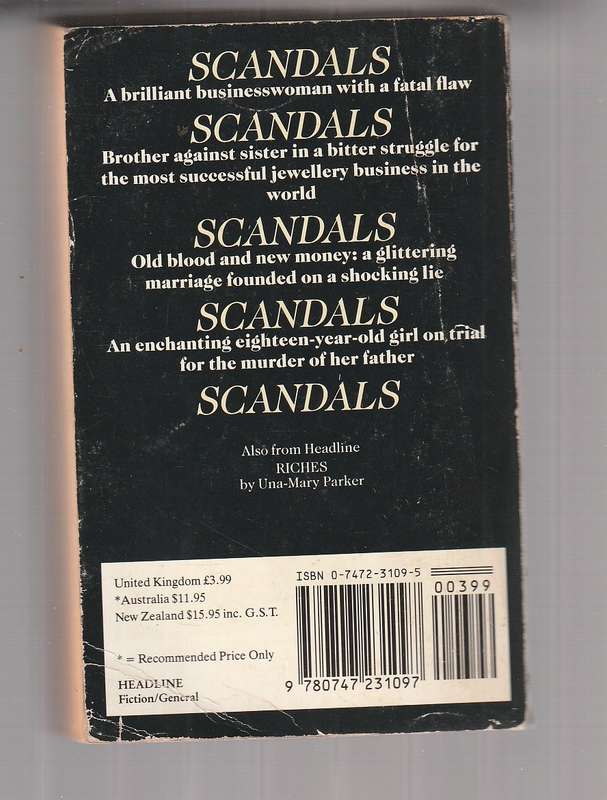 SCANDALS
A brilliant businesswoman with a fatal flaw
SCANDALS
Brother against sister in a bitter struggle for
the most successful jewellery business in the
world
SCANDALS
Old blood and new money: a glittering
marriage founded on a shocking lie
SCANDALS
An enchanting eighteen-year-old girl on trial
for the murder of her father
SCANDALS
Also from Headline
RICHES
by Una-Mary Parker
United Kingdom £3.99
*Australia $11.95
New Zealand $15.95 inc. G.S.T.
* = Recommended Price Only
HEADLINE
Fiction/General
ISBN 0-7472-3109-5
00399
9 780747 231097